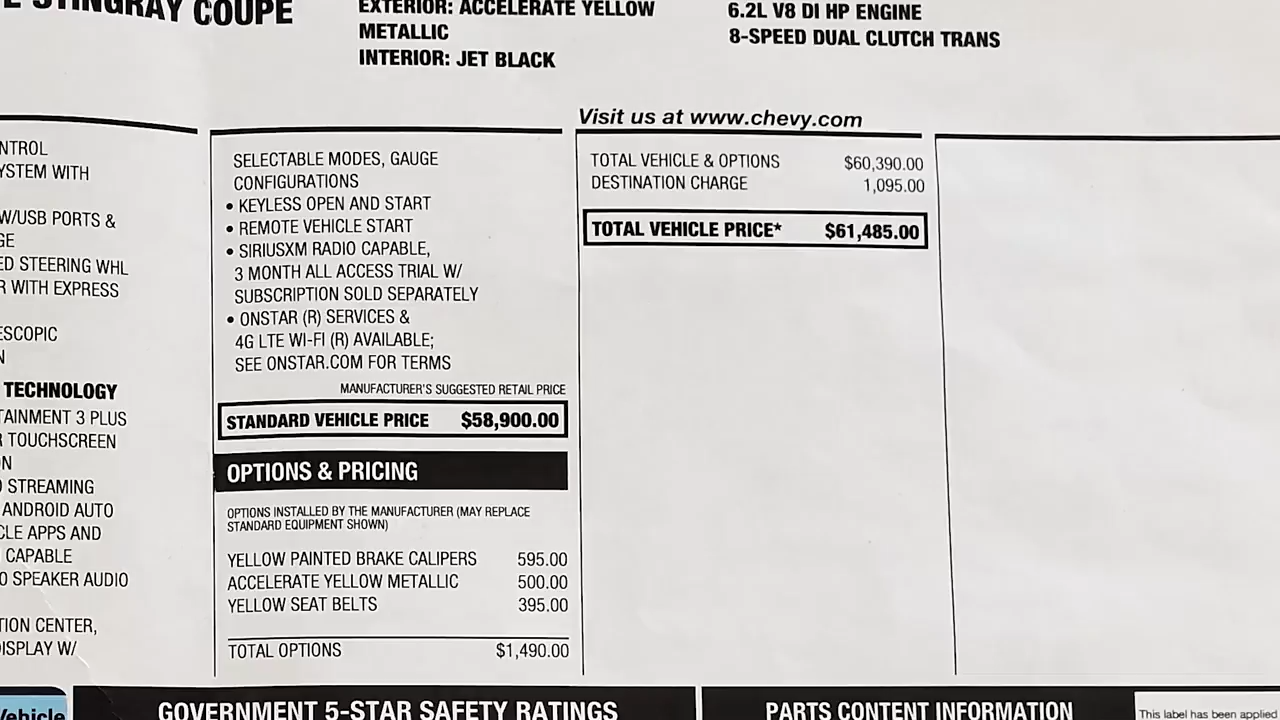 STINGRAY COUPE
EXTERIOR: ACCELERATE YELLOW
METALLIC
INTERIOR: JET BLACK
6.2L V8 DI HP ENGINE
8-SPEED DUAL CLUTCH TRANS
Visit us at www.chevy.com
NTROL
YSTEM WITH
W/USB PORTS &
GE
ED STEERING WHL
R WITH EXPRESS
ESCOPIC
N
TECHNOLOGY
TAINMENT 3 PLUS
R TOUCHSCREEN
ON
O STREAMING
ANDROID AUTO
CLE APPS AND
CAPABLE
O SPEAKER AUDIO
TION CENTER,
DISPLAY W/
SELECTABLE MODES, GAUGE
CONFIGURATIONS
• KEYLESS OPEN AND START
• REMOTE VEHICLE START
• SIRIUSXM RADIO CAPABLE,
3 MONTH ALL ACCESS TRIAL W/
SUBSCRIPTION SOLD SEPARATELY
• ONSTAR (R) SERVICES &
4G LTE WI-FI (R) AVAILABLE;
SEE ONSTAR.COM FOR TERMS
MANUFACTURER'S SUGGESTED RETAIL PRICE
STANDARD VEHICLE PRICE $58,900.00
OPTIONS & PRICING
OPTIONS INSTALLED BY THE MANUFACTURER (MAY REPLACE
STANDARD EQUIPMENT SHOWN)
YELLOW PAINTED BRAKE CALIPERS 595.00
ACCELERATE YELLOW METALLIC 500.00
YELLOW SEAT BELTS 395.00
TOTAL OPTIONS $1,490.00
TOTAL VEHICLE & OPTIONS $60,390.00
DESTINATION CHARGE 1,095.00
TOTAL VEHICLE PRICE* $61,485.00
Vehicle
GOVERNMENT 5-STAR SAFETY RATINGS
PARTS CONTENT INFORMATION
This label has been applied